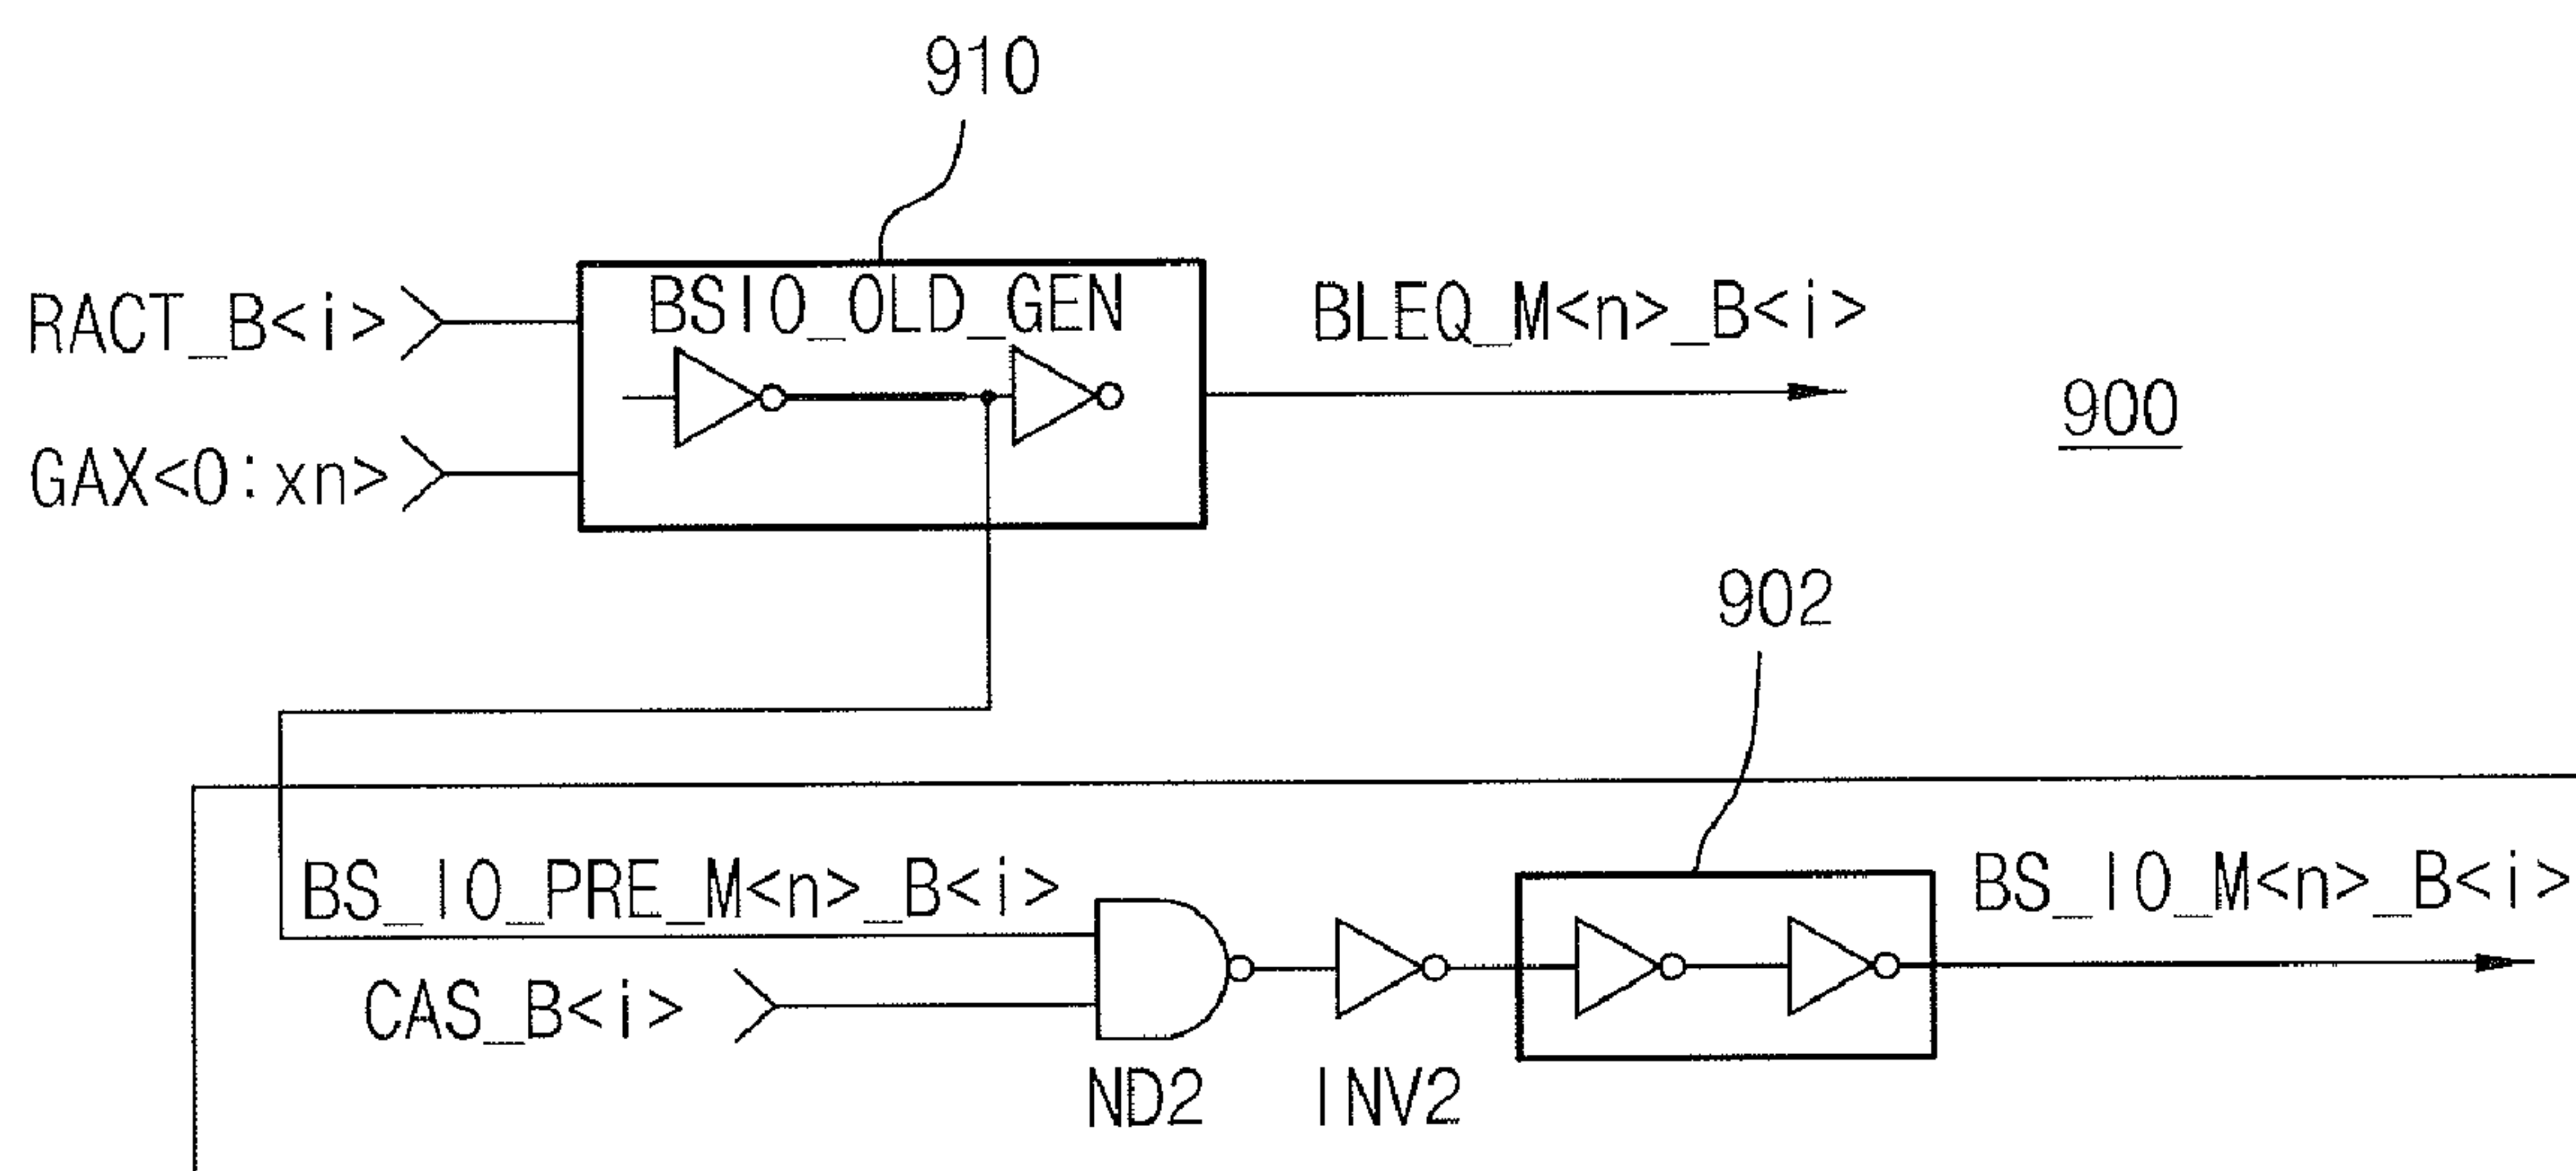 910
BSIO_OLD_GEN
RACT_B<i>
BLEQ_M<n>_B<i>
900
GAX<0:xn>
902
BS_IO_PRE_M<n>_B<i>
BS_IO_M<n>_B<i>
CAS_B<i>
ND2
INV2